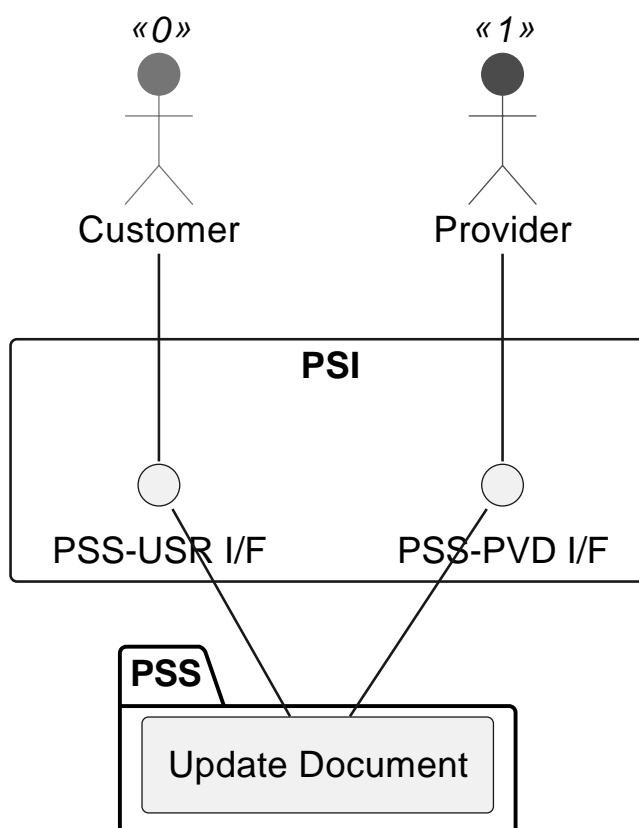 «0»
«1»
Customer
Provider
PSI
PSS-USR I/F
PSS-PVD I/F
PSS
Update Document